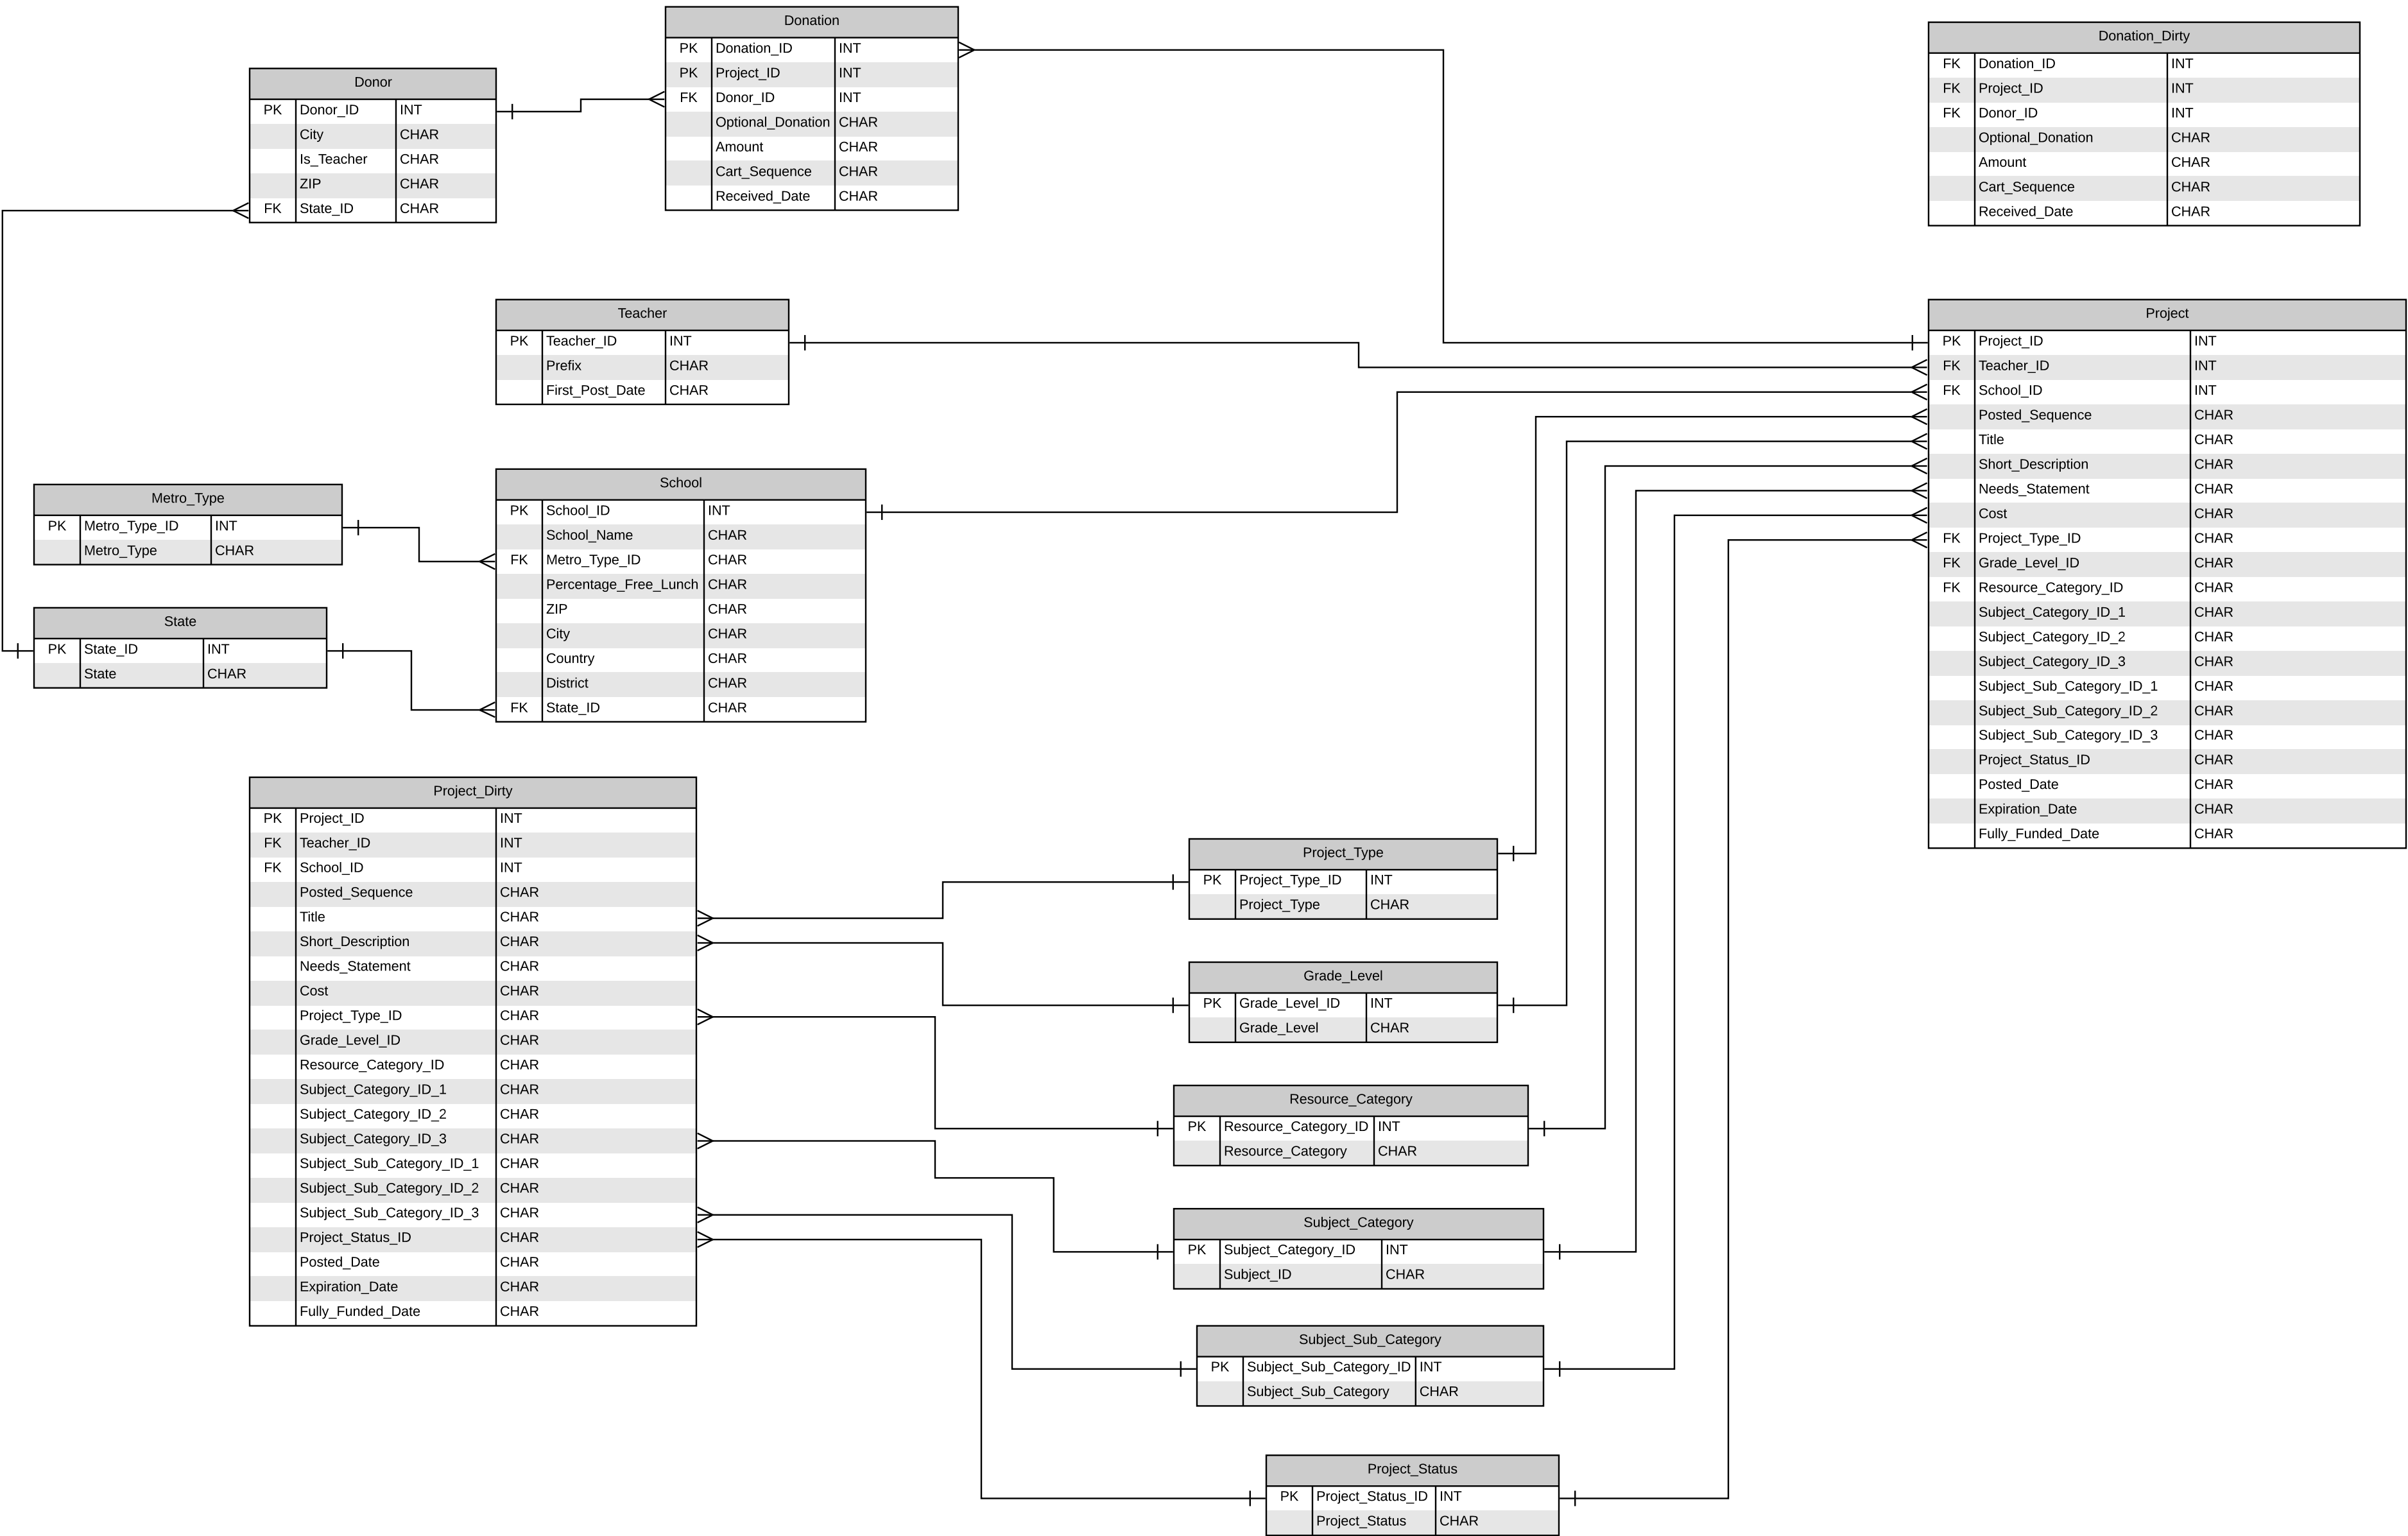 Donation
PK Donation_ID INT
PK Project_ID INT
FK Donor_ID INT
Optional_Donation CHAR
Amount CHAR
Cart_Sequence CHAR
Received_Date CHAR
Donation_Dirty
FK Donation_ID INT
FK Project_ID INT
FK Donor_ID INT
Optional_Donation CHAR
Amount CHAR
Cart_Sequence CHAR
Received_Date CHAR
Donor
PK Donor_ID INT
City CHAR
Is_Teacher CHAR
ZIP CHAR
FK State_ID CHAR
Teacher
PK Teacher_ID INT
Prefix CHAR
First_Post_Date CHAR
Project
PK Project_ID INT
FK Teacher_ID INT
FK School_ID INT
Posted_Sequence CHAR
Title CHAR
Short_Description CHAR
Needs_Statement CHAR
Cost CHAR
FK Project_Type_ID CHAR
FK Grade_Level_ID CHAR
FK Resource_Category_ID CHAR
Subject_Category_ID_1 CHAR
Subject_Category_ID_2 CHAR
Subject_Category_ID_3 CHAR
Subject_Sub_Category_ID_1 CHAR
Subject_Sub_Category_ID_2 CHAR
Subject_Sub_Category_ID_3 CHAR
Project_Status_ID CHAR
Posted_Date CHAR
Expiration_Date CHAR
Fully_Funded_Date CHAR
Metro_Type
PK Metro_Type_ID INT
Metro_Type CHAR
School
PK School_ID INT
School_Name CHAR
FK Metro_Type_ID CHAR
Percentage_Free_Lunch CHAR
ZIP CHAR
City CHAR
Country CHAR
District CHAR
FK State_ID CHAR
State
PK State_ID INT
State CHAR
Project_Dirty
PK Project_ID INT
FK Teacher_ID INT
FK School_ID INT
Posted_Sequence CHAR
Title CHAR
Short_Description CHAR
Needs_Statement CHAR
Cost CHAR
Project_Type_ID CHAR
Grade_Level_ID CHAR
Resource_Category_ID CHAR
Subject_Category_ID_1 CHAR
Subject_Category_ID_2 CHAR
Subject_Category_ID_3 CHAR
Subject_Sub_Category_ID_1 CHAR
Subject_Sub_Category_ID_2 CHAR
Subject_Sub_Category_ID_3 CHAR
Project_Status_ID CHAR
Posted_Date CHAR
Expiration_Date CHAR
Fully_Funded_Date CHAR
Project_Type
PK Project_Type_ID INT
Project_Type CHAR
Grade_Level
PK Grade_Level_ID INT
Grade_Level CHAR
Resource_Category
PK Resource_Category_ID INT
Resource_Category CHAR
Subject_Category
PK Subject_Category_ID INT
Subject_ID CHAR
Subject_Sub_Category
PK Subject_Sub_Category_ID INT
Subject_Sub_Category CHAR
Project_Status
PK Project_Status_ID INT
Project_Status CHAR